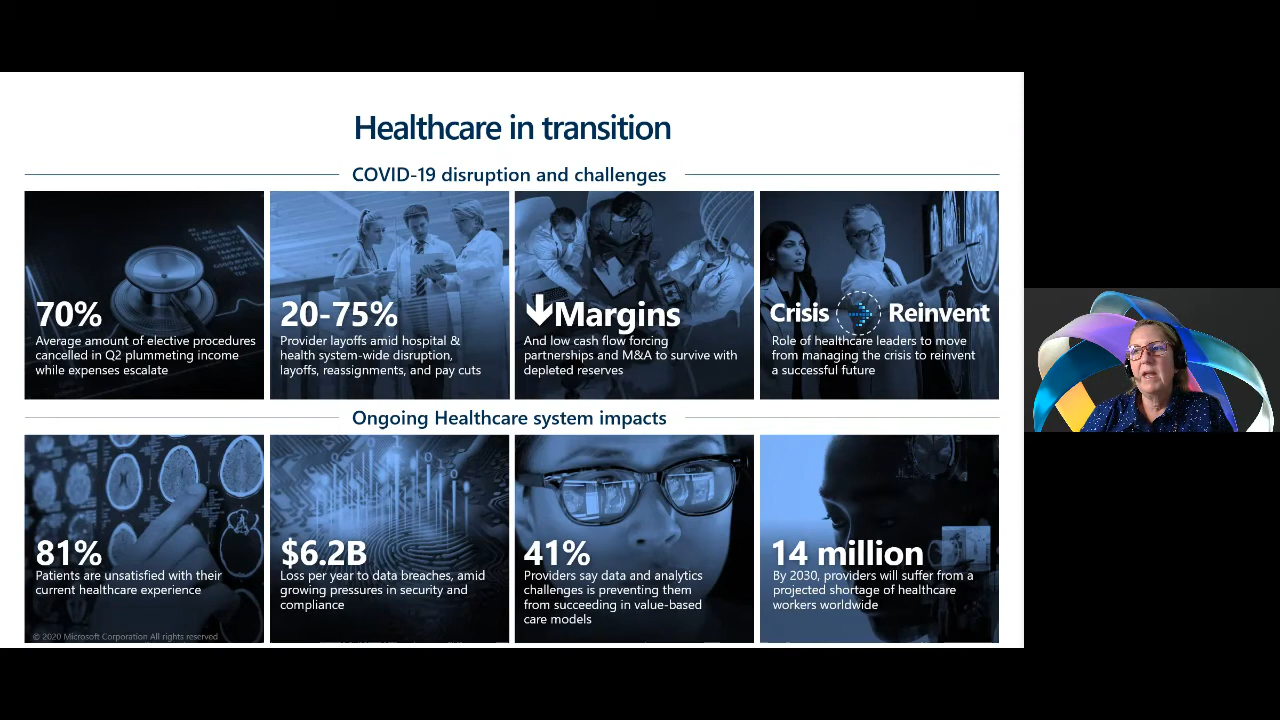 Healthcare in transition
COVID-19 disruption and challenges
70%
Average amount of elective procedures
cancelled in Q2 plummeting income
while expenses escalate
20-75%
Provider layoffs amid hospital &
health system-wide disruption,
layoffs, reassignments, and pay cuts
Margins
And low cash flow forcing
partnerships and M&A to survive with
depleted reserves
Crisis Reinvent
Role of healthcare leaders to move
from managing the crisis to reinvent
a successful future
Ongoing Healthcare system impacts
81%
Patients are unsatisfied with their
current healthcare experience
© 2020 Microsoft Corporation All rights reserved
$6.2B
Loss per year to data breaches, amid
growing pressures in security and
compliance
41%
Providers say data and analytics
challenges is preventing them
from succeeding in value-based
care models
14 million
By 2030, providers will suffer from a
projected shortage of healthcare
workers worldwide